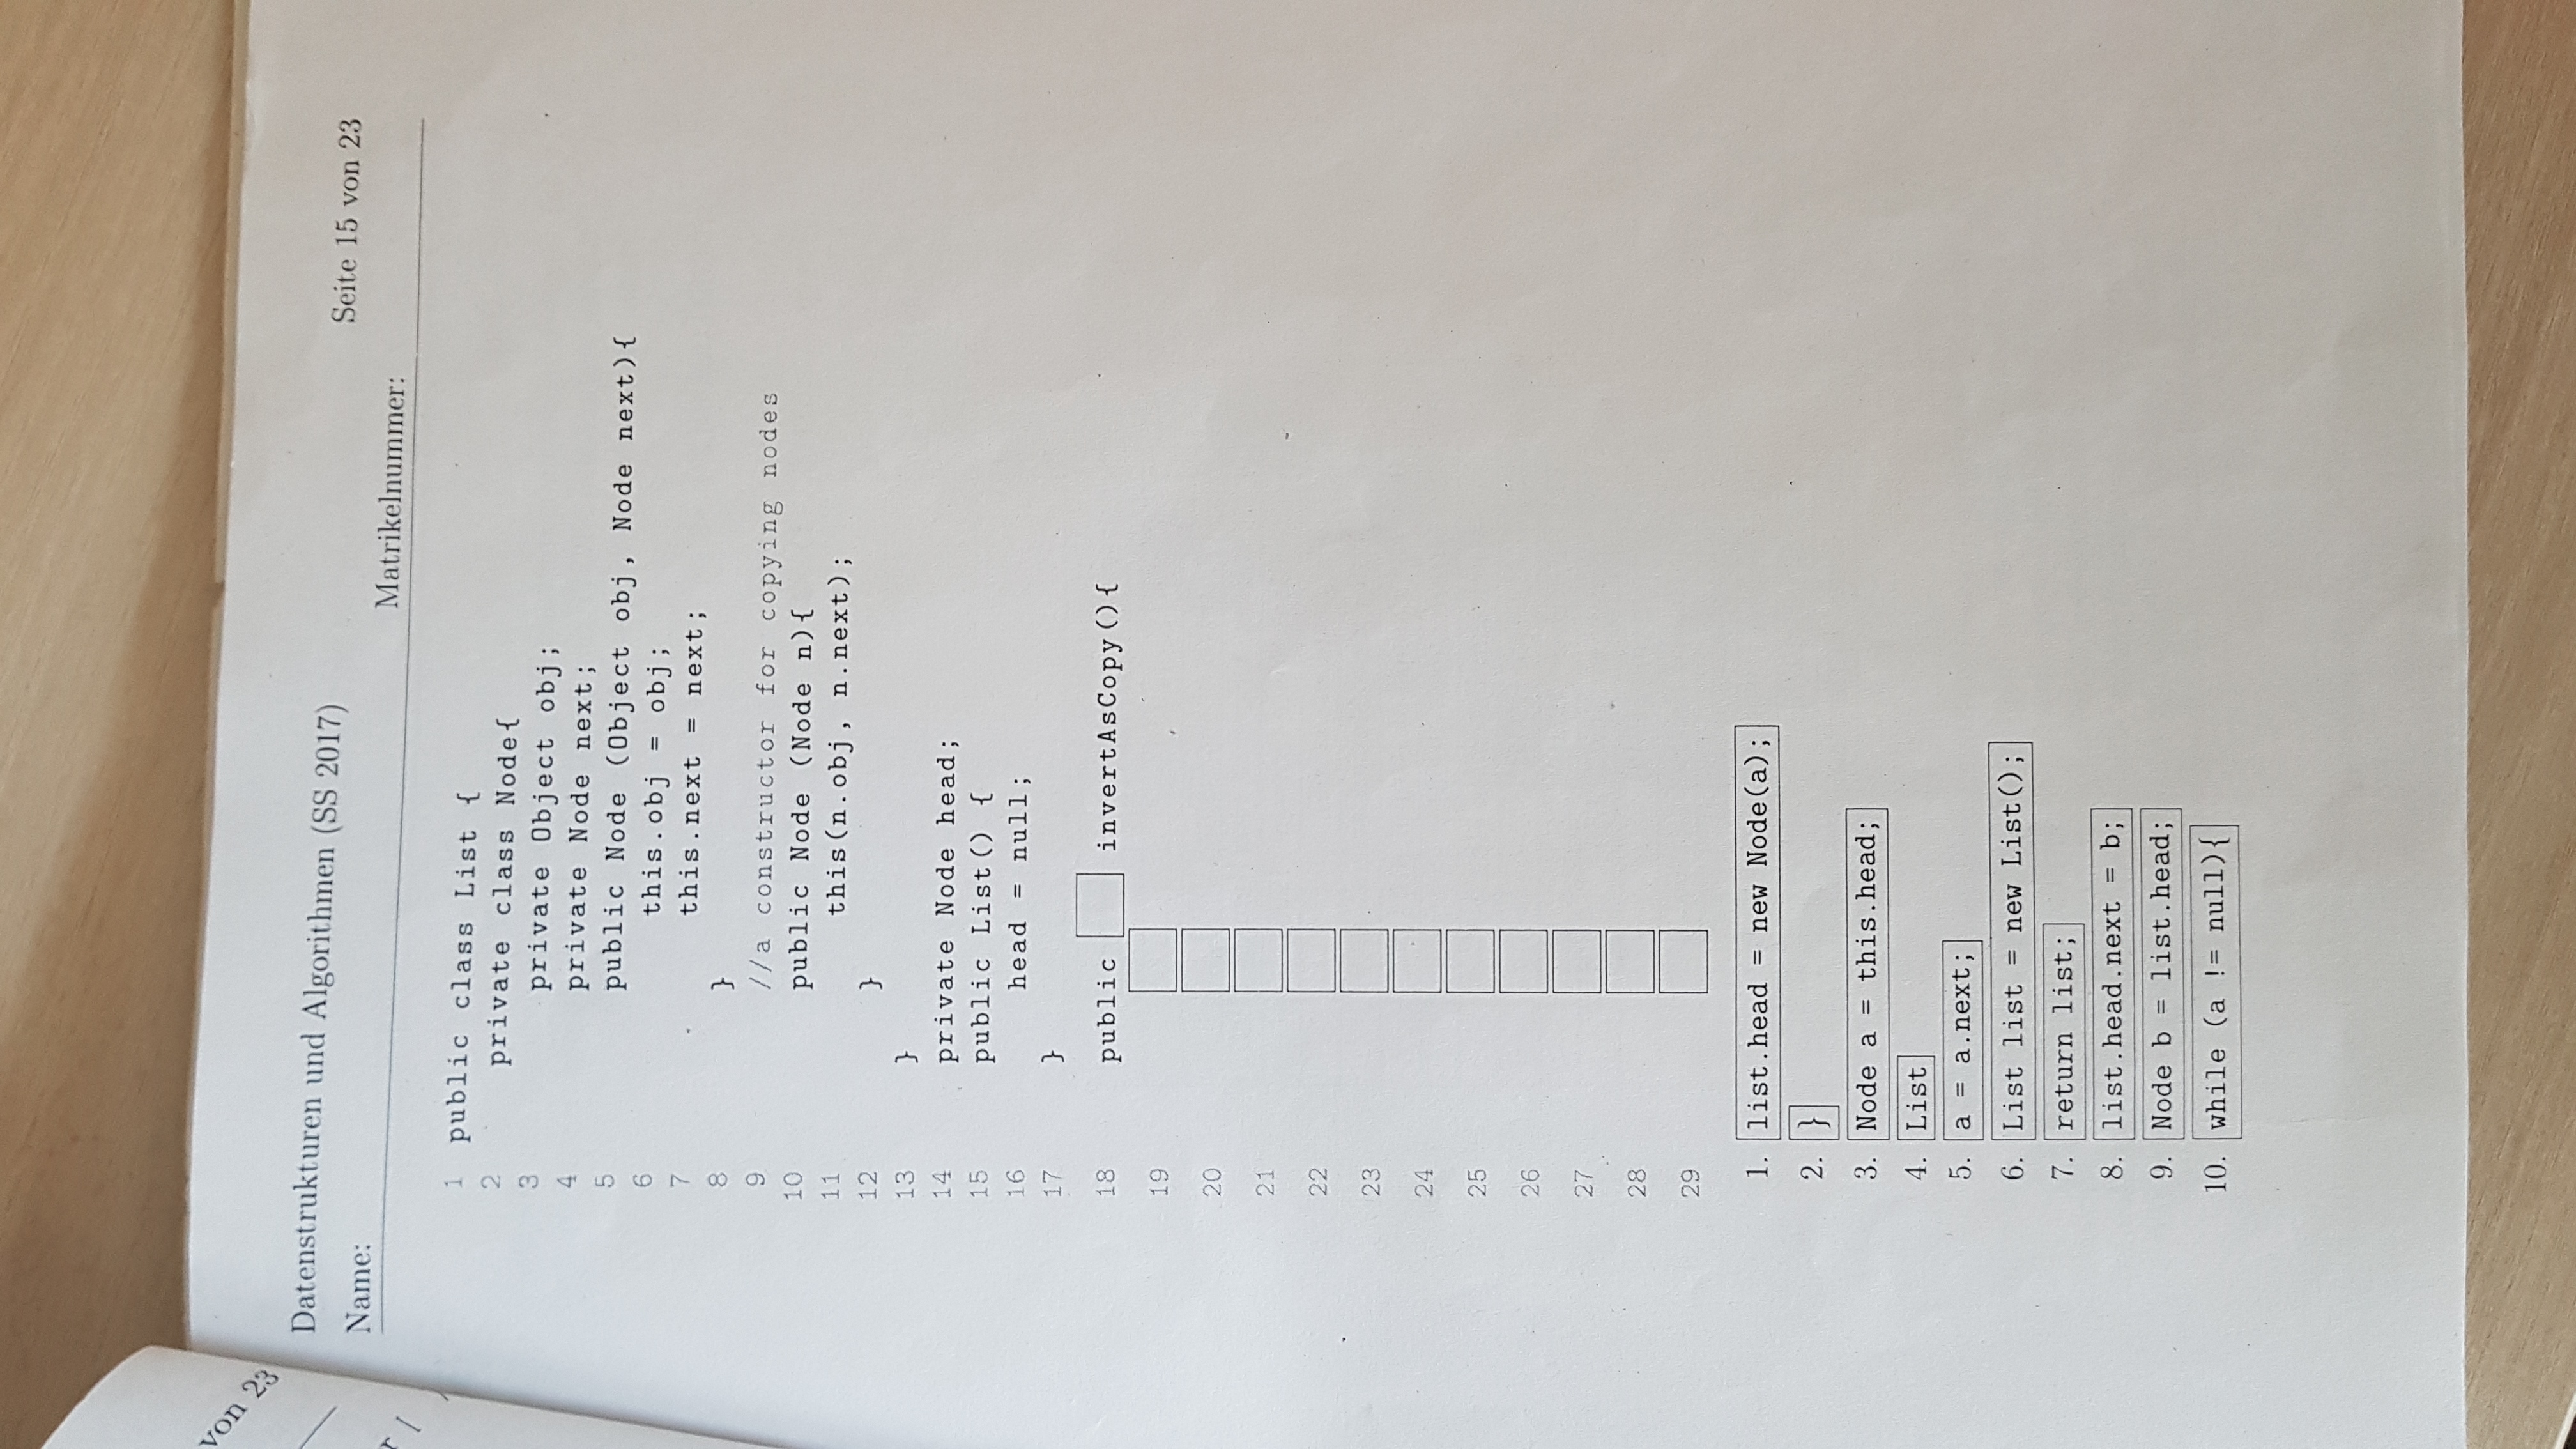 von 23
r /
Datenstrukturen und Algorithmen (SS 2017)
Seite 15 von 23
Name:
Matrikelnummer:
1 public class List {
2 private class Node{
3 private Object obj;
4 private Node next;
5 public Node (Object obj, Node next){
6 this.obj = obj;
7 this.next = next;
8 }
9 //a constructor for copying nodes
10 public Node (Node n){
11 this(n.obj, n.next);
12 }
13 }
14 private Node head;
15 public List() {
16 head = null;
17 }
18 public invertAsCopy(){
19
20
21
22
23
24
25
26
27
28
29
1. list.head = new Node(a);
2. }
3. Node a = this.head;
4. List
5. a = a.next;
6. List list = new List();
7. return list;
8. list.head.next = b;
9. Node b = list.head;
10. while (a != null){